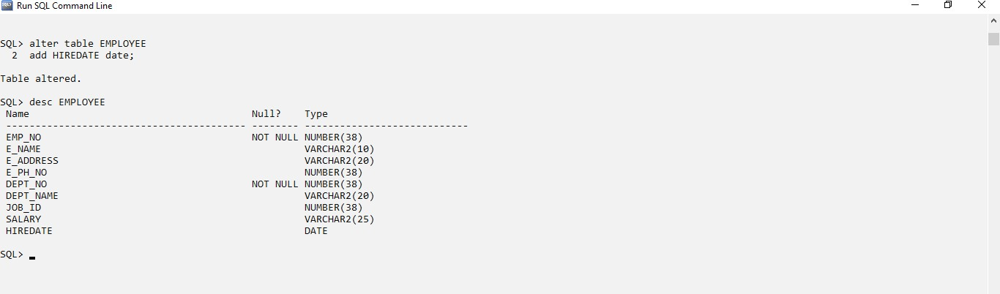 Run SQL Command Line
SQL> alter table EMPLOYEE
  2  add HIREDATE date;
Table altered.
SQL> desc EMPLOYEE
 Name                                      Null?    Type
 ----------------------------------------- -------- ----------------------------
 EMP_NO                                    NOT NULL NUMBER(38)
 E_NAME                                             VARCHAR2(10)
 E_ADDRESS                                          VARCHAR2(20)
 E_PH_NO                                            NUMBER(38)
 DEPT_NO                                   NOT NULL NUMBER(38)
 DEPT_NAME                                          VARCHAR2(20)
 JOB_ID                                             NUMBER(38)
 SALARY                                             VARCHAR2(25)
 HIREDATE                                           DATE
SQL>